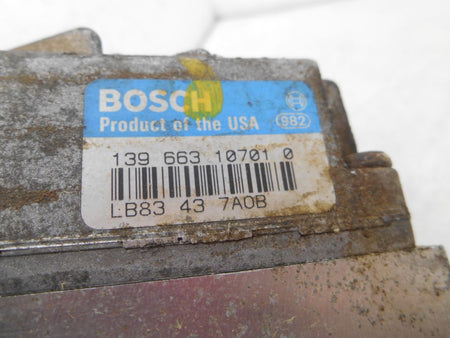 BOSCH
Product of the USA 982
139 663 10701 0
LB83 43 7A0B